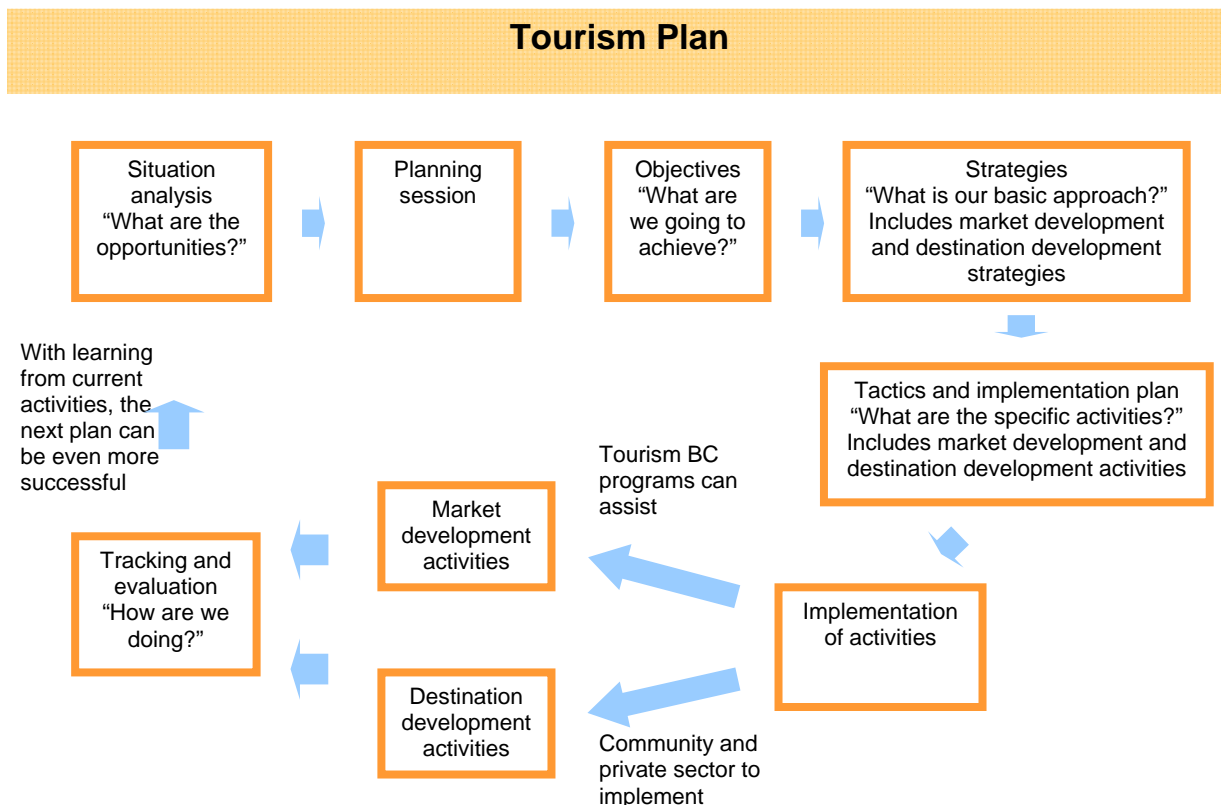 Tourism Plan
Situation
analysis
“What are the
opportunities?”
Planning
session
Objectives
“What are
we going to
achieve?”
Strategies
“What is our basic approach?”
Includes market development
and destination development
strategies
Tactics and implementation plan
“What are the specific activities?”
Includes market development and
destination development activities
Implementation
of activities
Tourism BC
programs can
assist
Market
development
activities
Community and
private sector to
implement
Destination
development
activities
Tracking and
evaluation
“How are we
doing?”
With learning
from current
activities, the
next plan can
be even more
successful